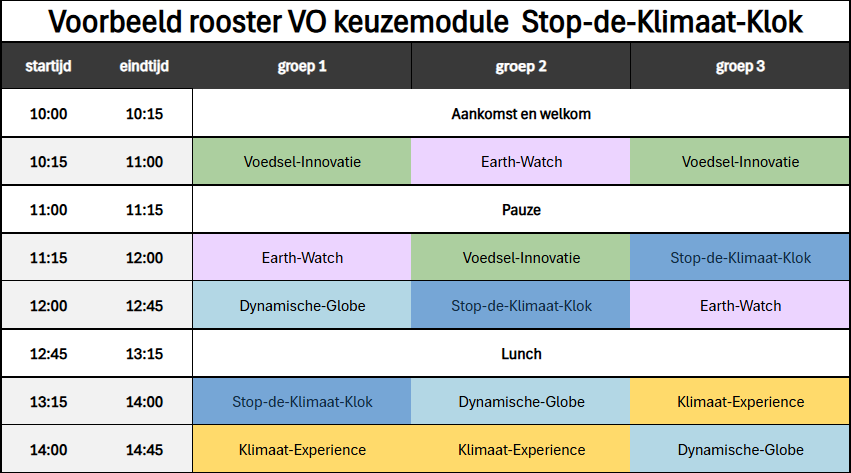 Voorbeeld rooster VO keuzemodule Stop-de-Klimaat-Klok
startijd eindtijd groep 1 groep 2 groep 3
10:00 10:15 Aankomst en welkom
10:15 11:00 Voedsel-Innovatie Earth-Watch Voedsel-Innovatie
11:00 11:15 Pauze
11:15 12:00 Earth-Watch Voedsel-Innovatie Stop-de-Klimaat-Klok
12:00 12:45 Dynamische-Globe Stop-de-Klimaat-Klok Earth-Watch
12:45 13:15 Lunch
13:15 14:00 Stop-de-Klimaat-Klok Dynamische-Globe Klimaat-Experience
14:00 14:45 Klimaat-Experience Klimaat-Experience Dynamische-Globe